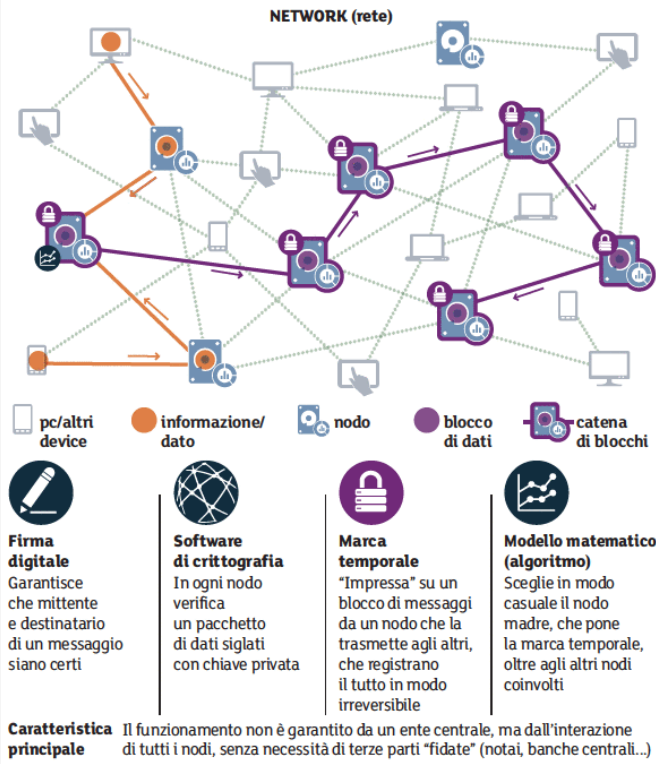 NETWORK (rete)
pc/altri
device
informazione/
dato
nodo
blocco
di dati
catena
di blocchi
Firma
digitale
Garantisce
che mittente
e destinatario
di un messaggio
siano certi
Software
di crittografia
In ogni nodo
verifica
un pacchetto
di dati siglati
con chiave privata
Marca
temporale
“Impressa” su un
blocco di messaggi
da un nodo che la
trasmette agli altri,
che registrano
il tutto in modo
irreversibile
Modello matematico
(algoritmo)
Sceglie in modo
casuale il nodo
madre, che pone
la marca temporale,
oltre agli altri nodi
coinvolti
Caratteristica
principale
Il funzionamento non è garantito da un ente centrale, ma dall’interazione
di tutti i nodi, senza necessità di terze parti “fidate” (notai, banche centrali...)